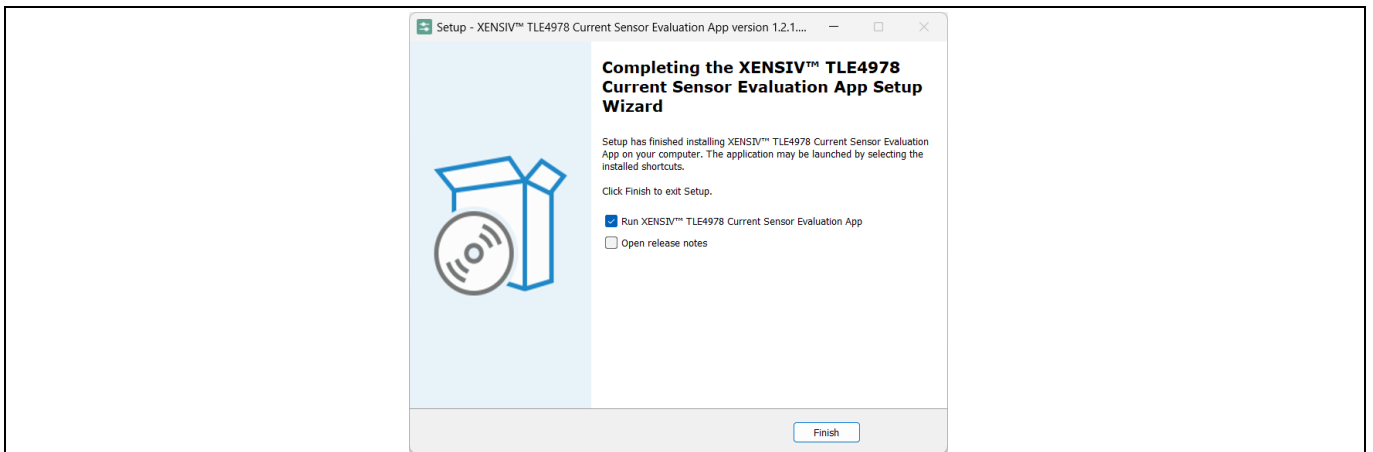 Setup - XENSIV™ TLE4978 Current Sensor Evaluation App version 1.2.1....
Completing the XENSIV™ TLE4978
Current Sensor Evaluation App Setup
Wizard
Setup has finished installing XENSIV™ TLE4978 Current Sensor Evaluation
App on your computer. The application may be launched by selecting the
installed shortcuts.
Click Finish to exit Setup.
Run XENSIV™ TLE4978 Current Sensor Evaluation App
Open release notes
Finish